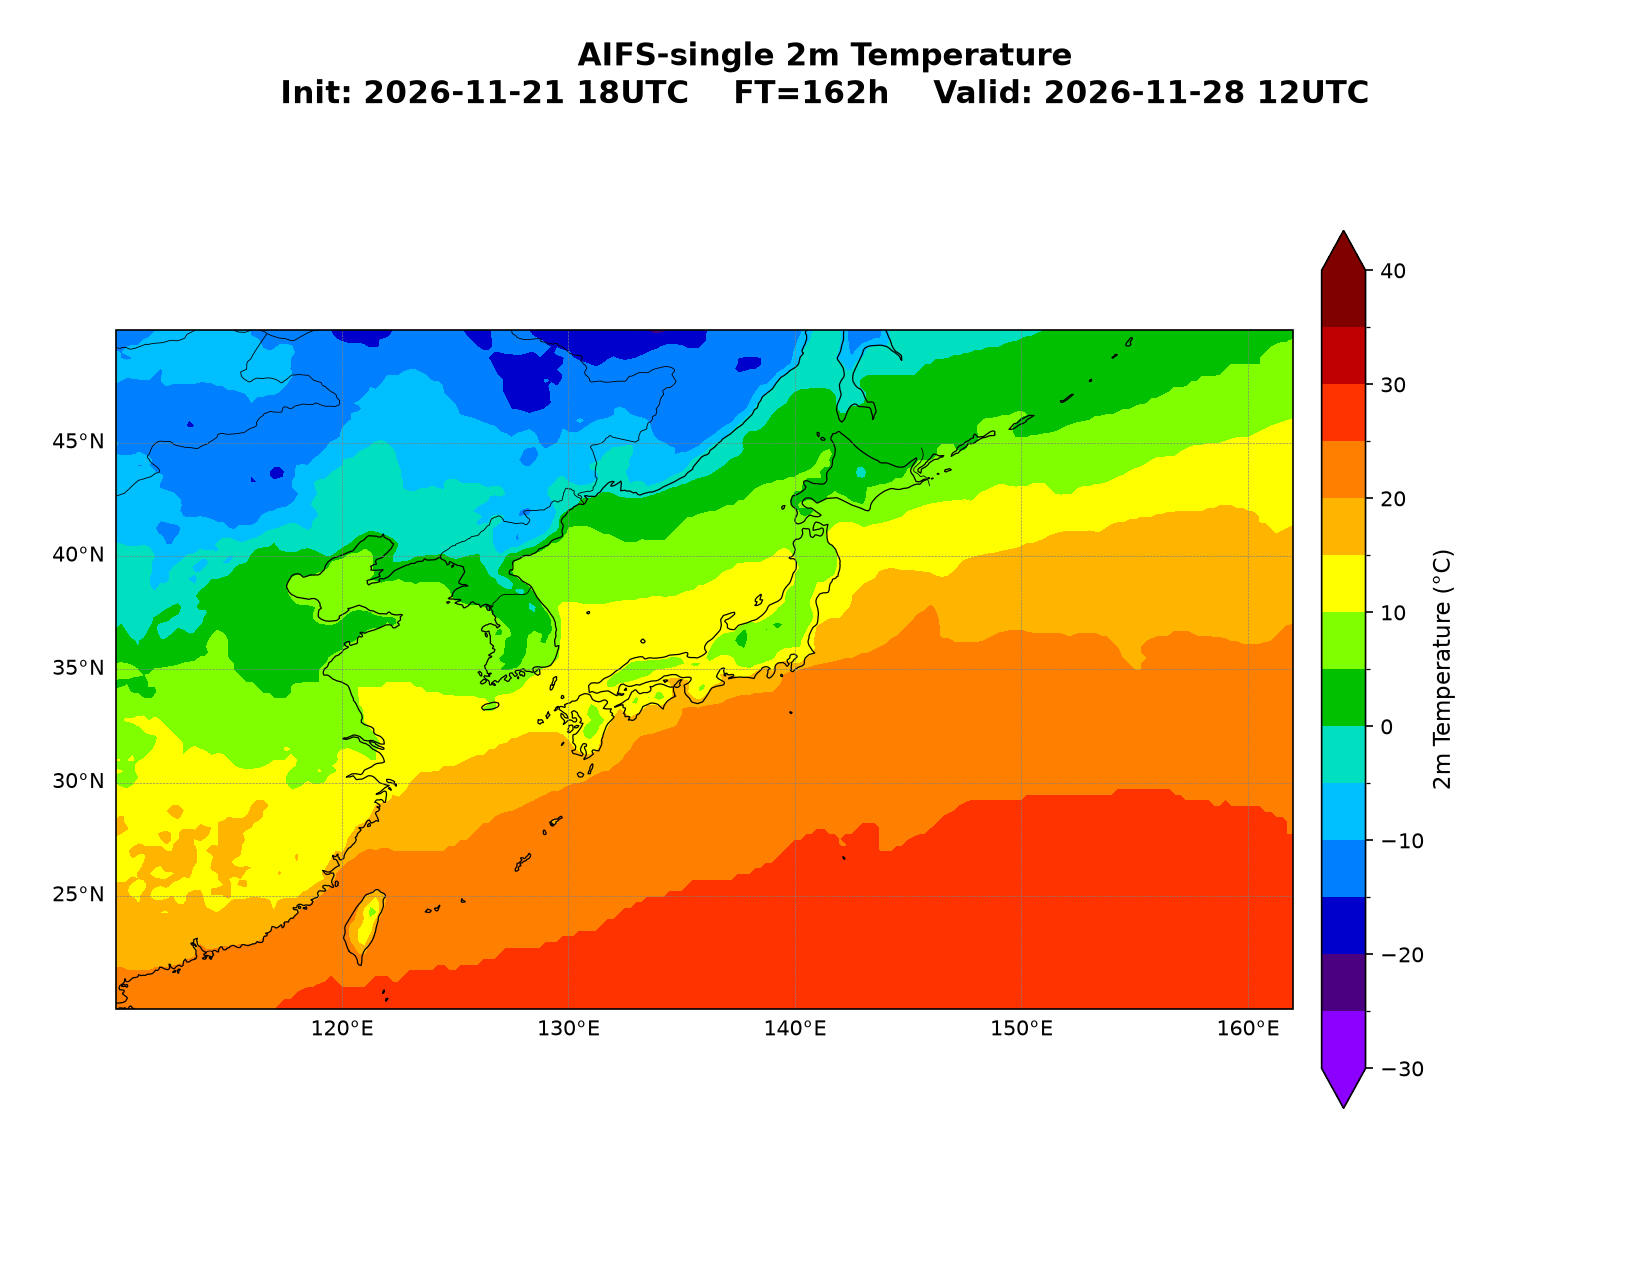 AIFS-single 2m Temperature
Init: 2026-11-21 18UTC    FT=162h    Valid: 2026-11-28 12UTC
45°N
40°N
35°N
30°N
25°N
120°E
130°E
140°E
150°E
160°E
40
30
20
10
0
−10
−20
−30
2m Temperature (°C)